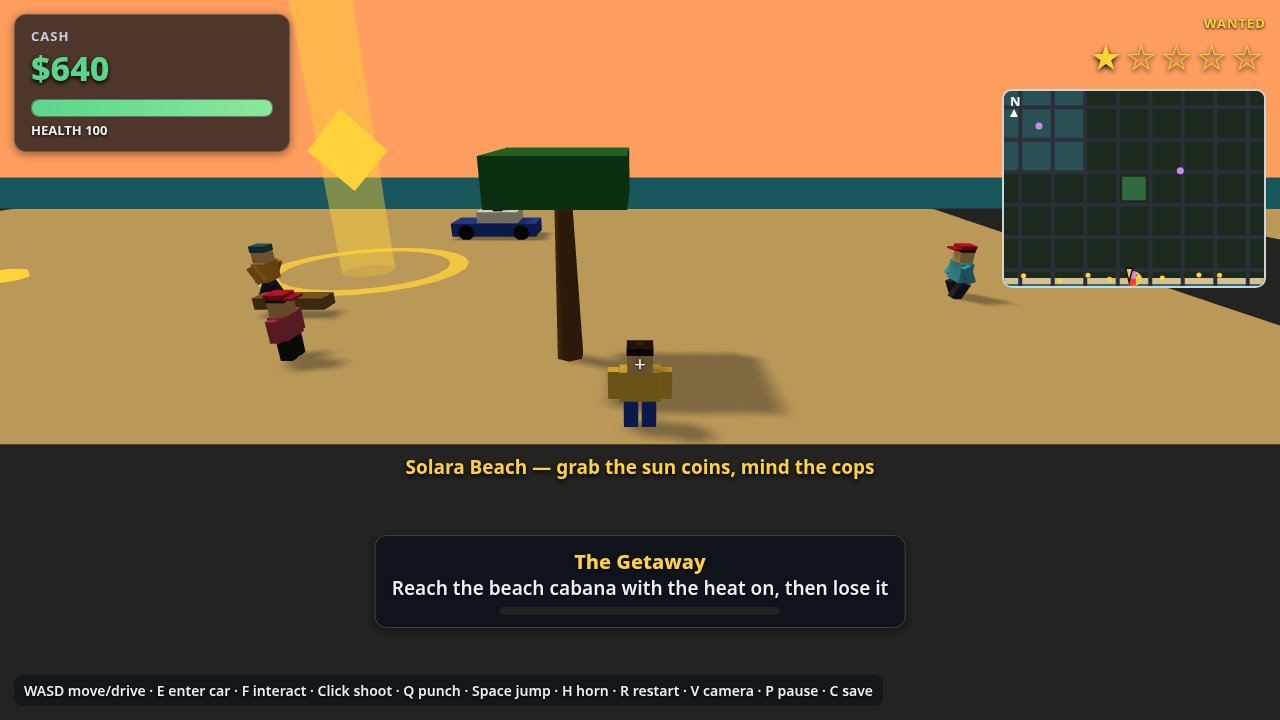 CASH
$640
HEALTH 100
WANTED
N
Solara Beach — grab the sun coins, mind the cops
The Getaway
Reach the beach cabana with the heat on, then lose it
WASD move/drive · E enter car · F interact · Click shoot · Q punch · Space jump · H horn · R restart · V camera · P pause · C save